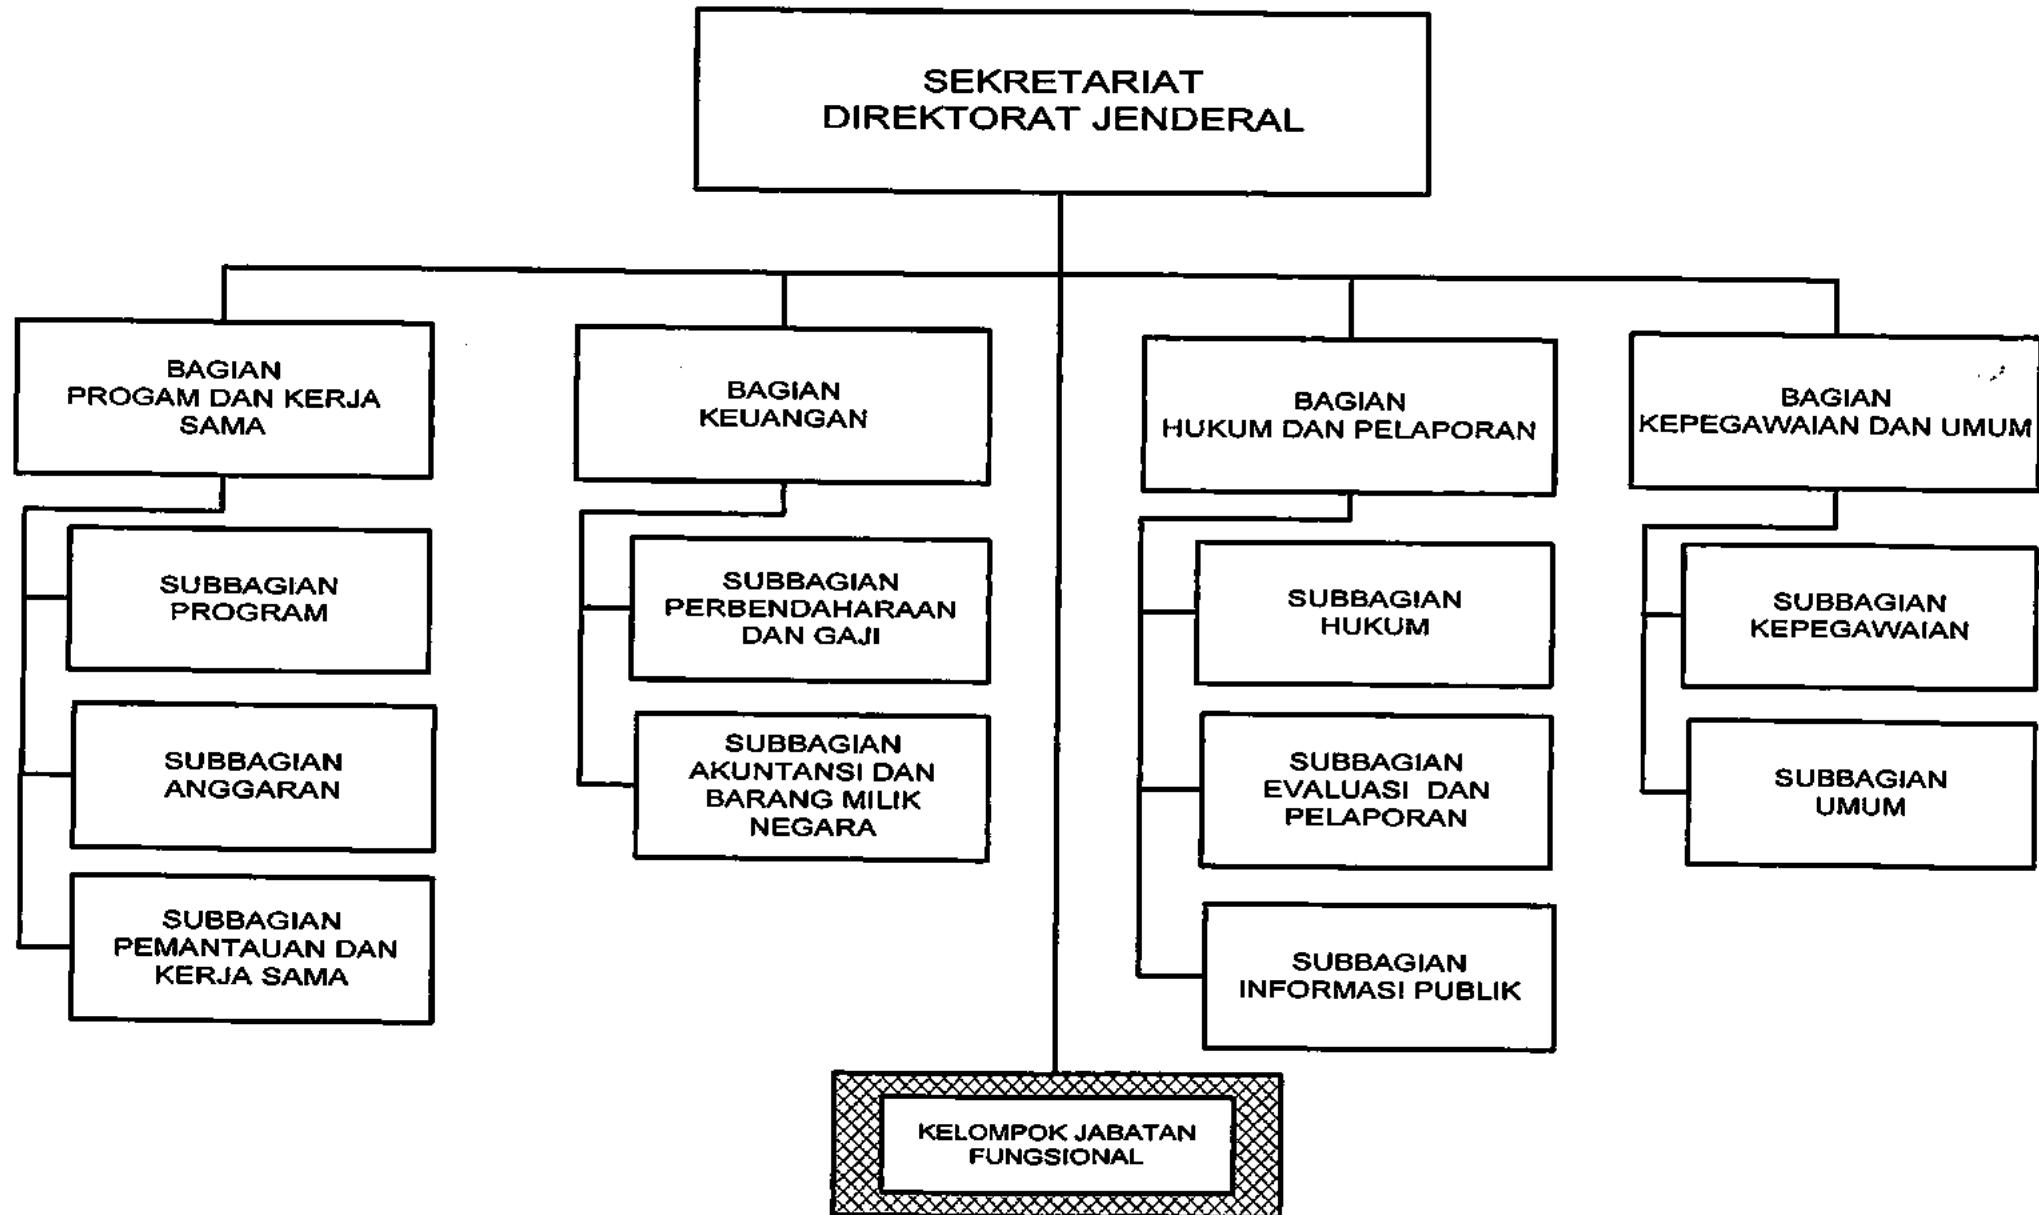 SEKRETARIAT
DIREKTORAT JENDERAL
BAGIAN
PROGAM DAN KERJA
SAMA
BAGIAN
KEUANGAN
BAGIAN
HUKUM DAN PELAPORAN
BAGIAN
KEPEGAWAIAN DAN UMUM
SUBBAGIAN
PROGRAM
SUBBAGIAN
PERBENDAHARAAN
DAN GAJI
SUBBAGIAN
HUKUM
SUBBAGIAN
KEPEGAWAIAN
SUBBAGIAN
ANGGARAN
SUBBAGIAN
AKUNTANSI DAN
BARANG MILIK
NEGARA
SUBBAGIAN
EVALUASI DAN
PELAPORAN
SUBBAGIAN
UMUM
SUBBAGIAN
PEMANTAUAN DAN
KERJA SAMA
SUBBAGIAN
INFORMASI PUBLIK
KELOMPOK JABATAN
FUNGSIONAL